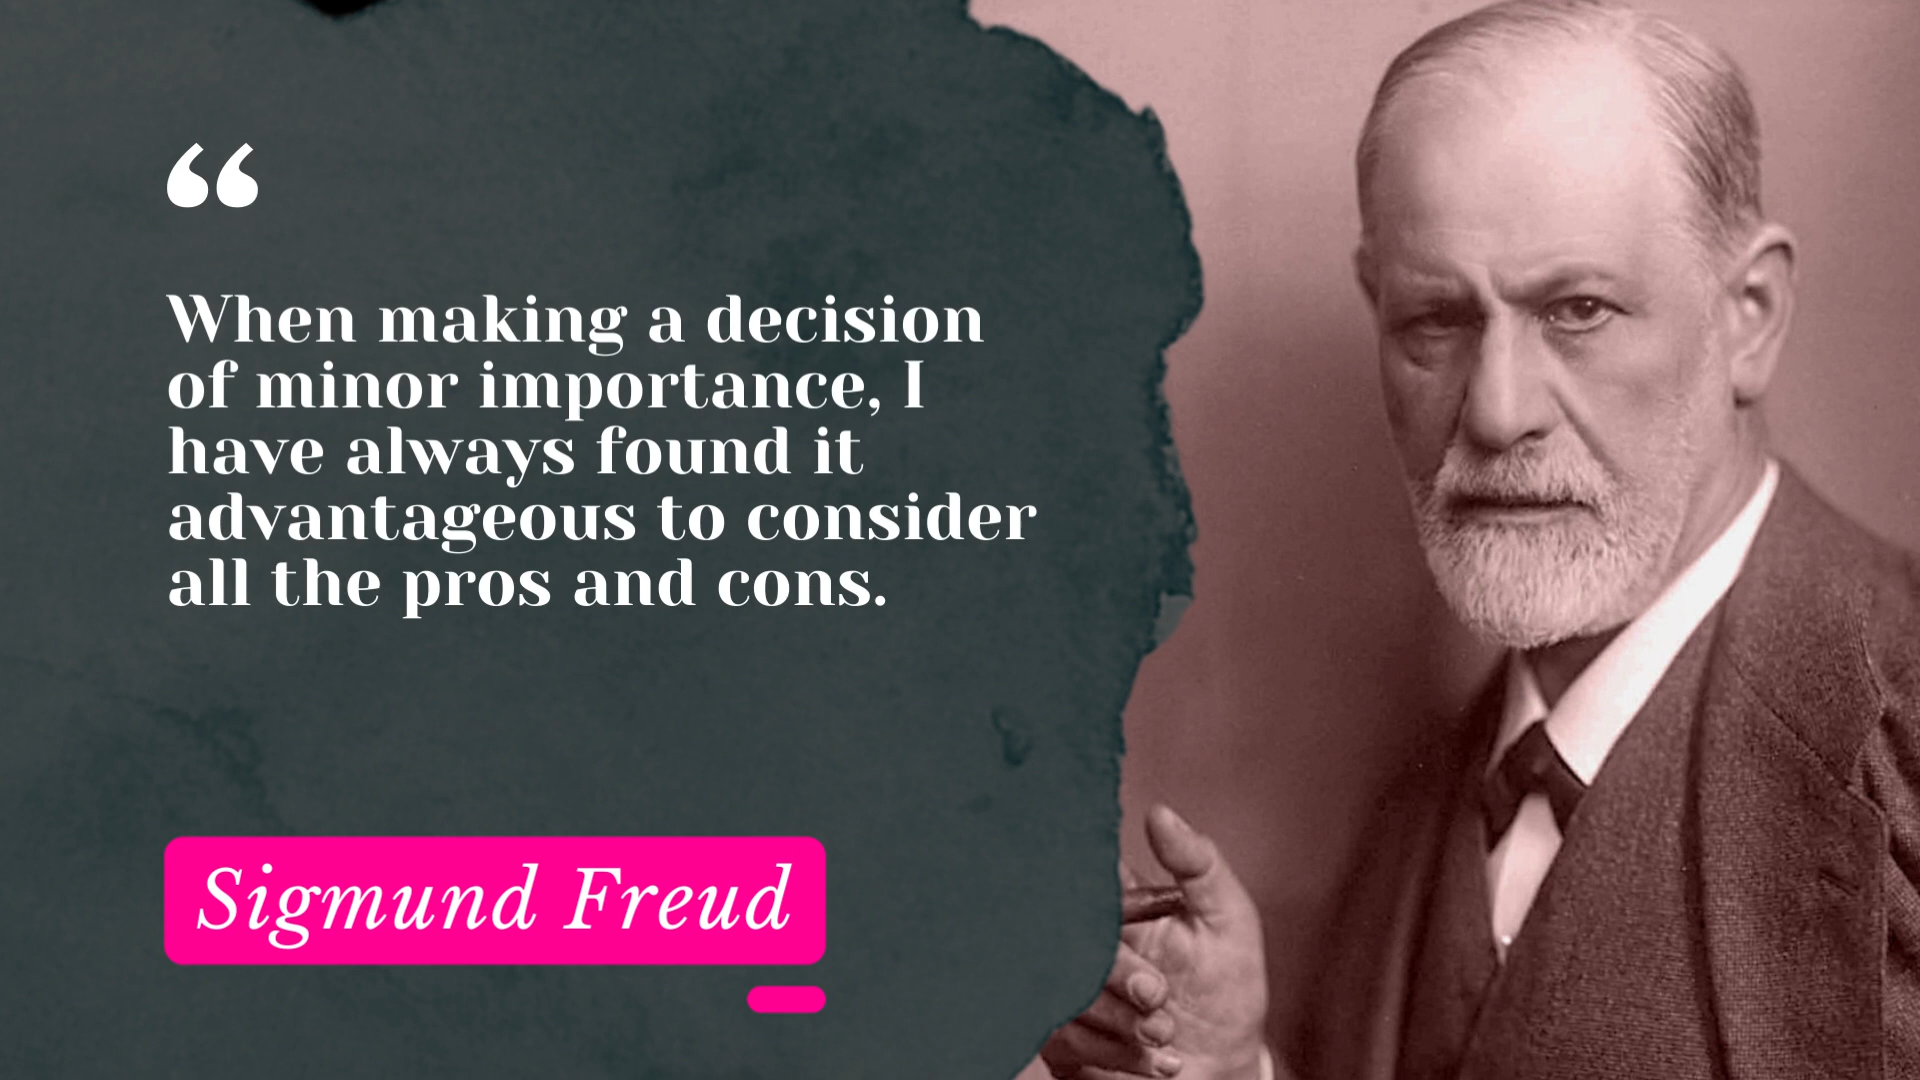 “
When making a decision
of minor importance, I
have always found it
advantageous to consider
all the pros and cons.
Sigmund Freud